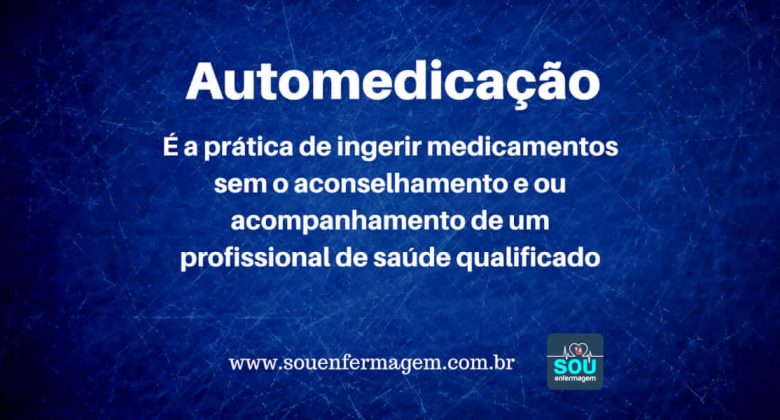 Automedicação
É a prática de ingerir medicamentos
sem o aconselhamento e ou
acompanhamento de um
profissional de saúde qualificado
www.souenfermagem.com.br
SOU
enfermagem